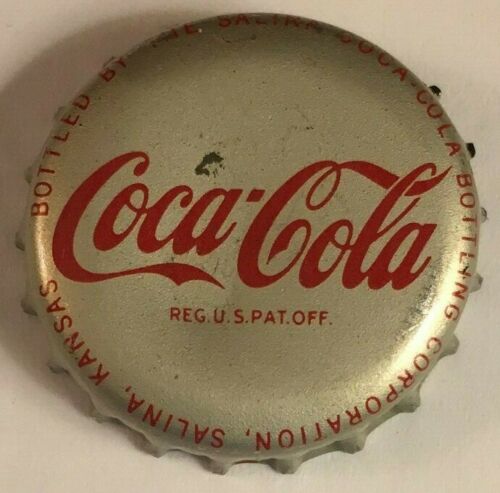 Coca-Cola
REG.U.S.PAT.OFF.
BOTTLED BY THE SALINA COCA-COLA BOTTLING CORPORATION, SALINA, KANSAS